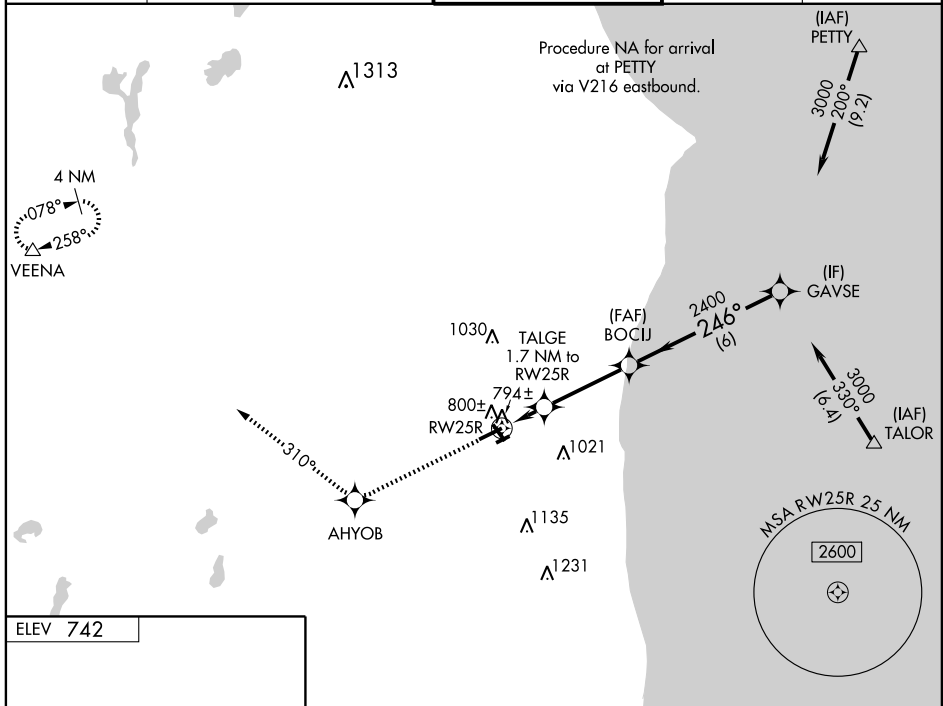 1313
Procedure NA for arrival
at PETTY
via V216 eastbound.
(IAF)
PETTY
3000
200°
(9.2)
4 NM
078°
258°
VEENA
(IF)
GAVSE
2400
246°
(6)
(FAF)
BOCIJ
1030
TALGE
1.7 NM to
RW25R
794±
800±
RW25R
3000
330°
(6.4)
(IAF)
TALOR
310°
1021
AHYOB
1135
1231
MSA RW25R 25 NM
2600
ELEV 742